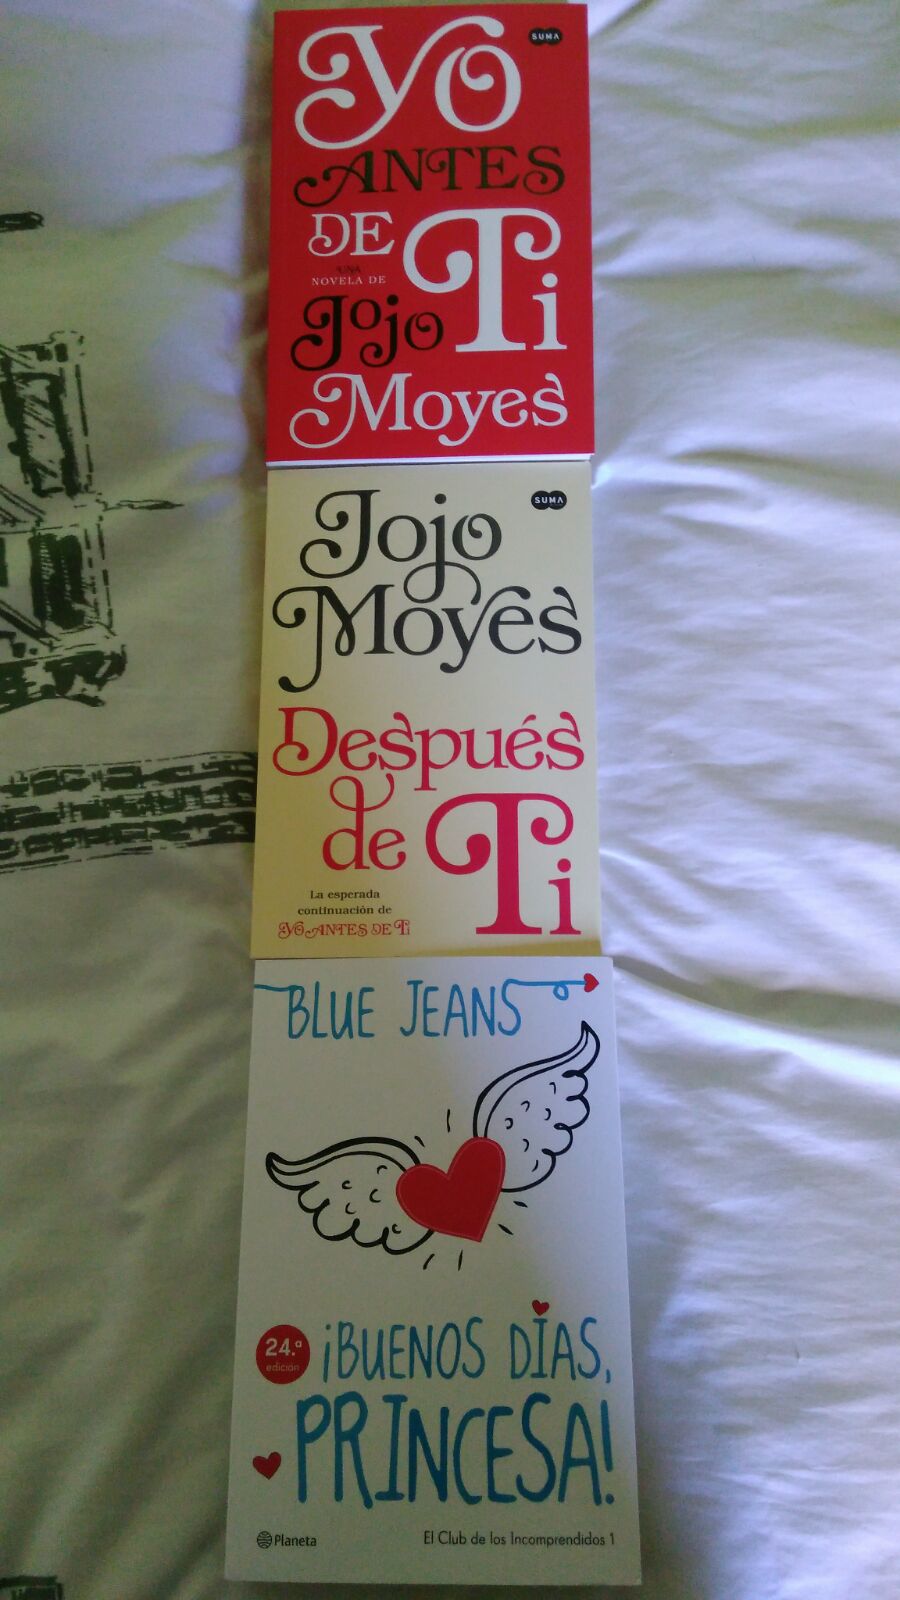 SUMA
Yo
ANTES
DE Ti
UNA
NOVELA DE
Jojo
Moyes
SUMA
Jojo
Moyes
Después
de Ti
La esperada
continuación de
YO ANTES DE Ti
BLUE JEANS
24.ª
edición
¡BUENOS DÍAS,
PRINCESA!
Planeta
El Club de los Incomprendidos 1